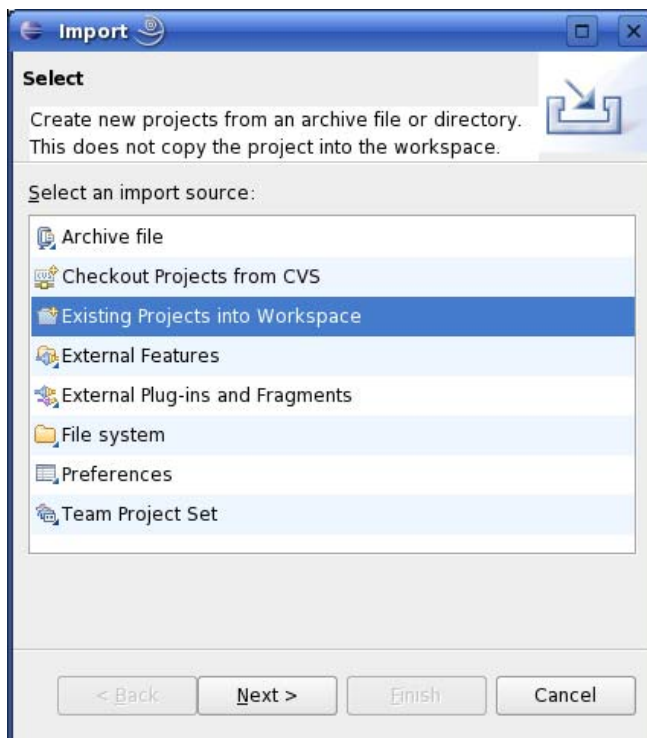 Import
Select
Create new projects from an archive file or directory.
This does not copy the project into the workspace.
Select an import source:
Archive file
Checkout Projects from CVS
Existing Projects into Workspace
External Features
External Plug-ins and Fragments
File system
Preferences
Team Project Set
< Back Next > Finish Cancel